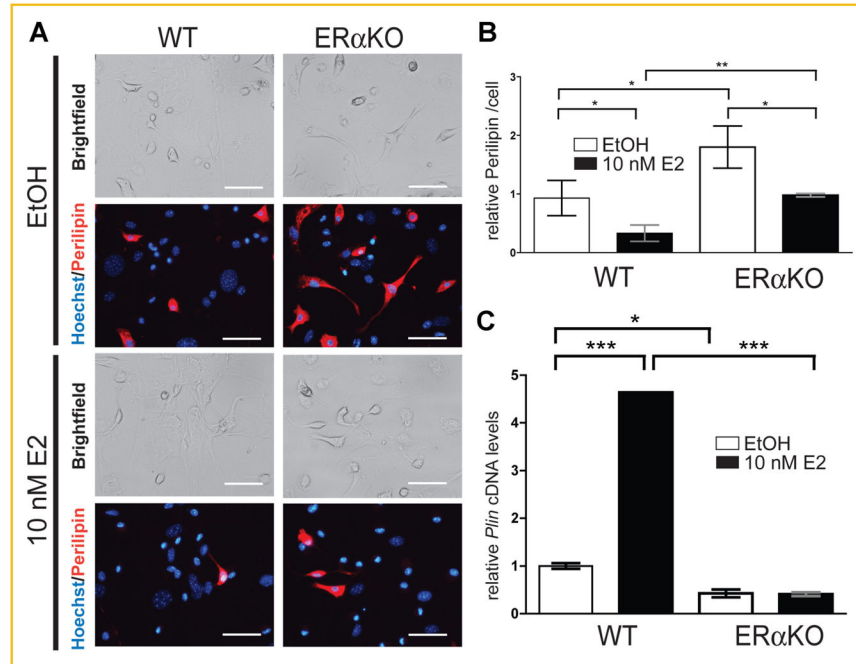 A
WT
ERαKO
EtOH
Brightfield
Hoechst/Perilipin
10 nM E2
Brightfield
Hoechst/Perilipin
B
relative Perilipin /cell
3
2
1
0
*
**
*
*
EtOH
10 nM E2
WT
ERαKO
C
relative Plin cDNA levels
5
4
3
2
1
0
*
***
***
EtOH
10 nM E2
WT
ERαKO